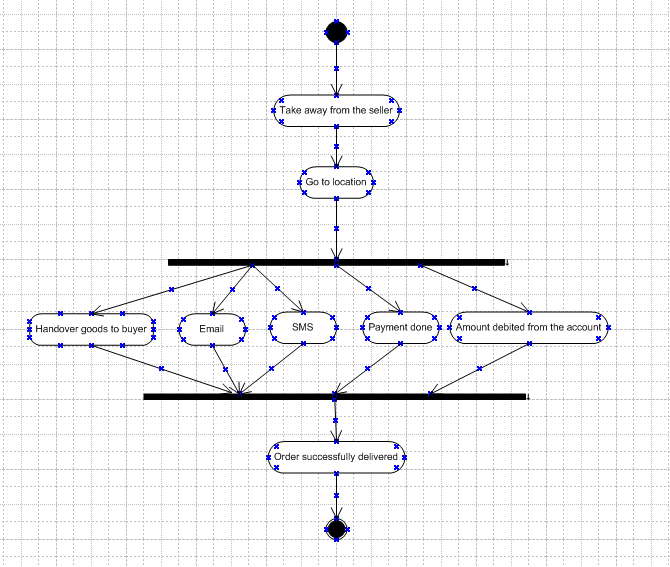 Take away from the seller
Go to location
Handover goods to buyer
Email
SMS
Payment done
Amount debited from the account
Order successfully delivered